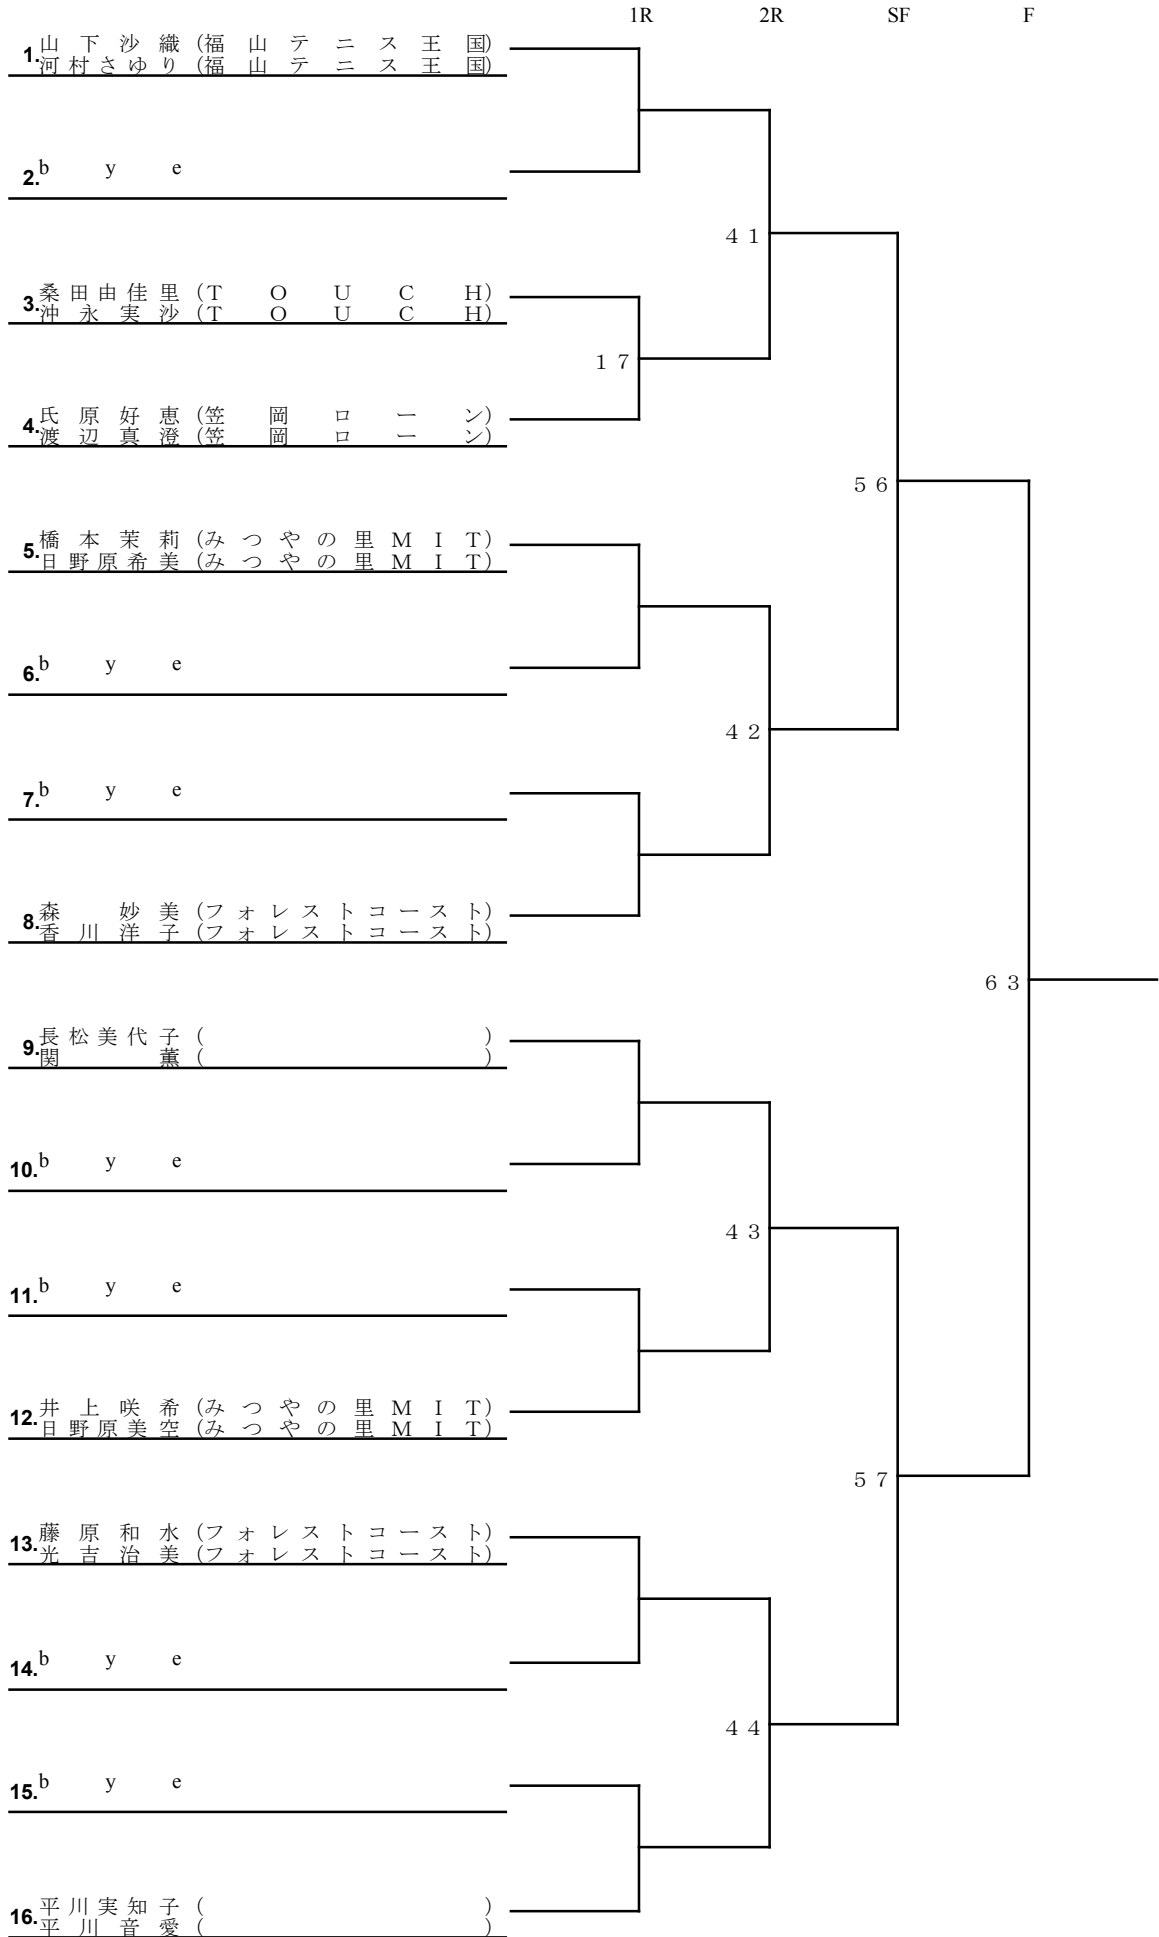 1R 2R SF F
1. 山下沙織(福山テニス王国)
河村さゆり(福山テニス王国)
2. bye
41
3. 桑田由佳里(TOUCH)
沖永実沙(TOUCH)
17
4. 氏原好恵(笠岡ローン)
渡辺真澄(笠岡ローン)
56
5. 橋本茉莉(みつやの里MIT)
日野原希美(みつやの里MIT)
6. bye
42
7. bye
8. 森妙美(フォレストコースト)
香川洋子(フォレストコースト)
63
9. 長松美代子( )
関薫( )
10. bye
43
11. bye
12. 井上咲希(みつやの里MIT)
日野原美空(みつやの里MIT)
57
13. 藤原和水(フォレストコースト)
光吉治美(フォレストコースト)
14. bye
44
15. bye
16. 平川実知子( )
平川音愛( )